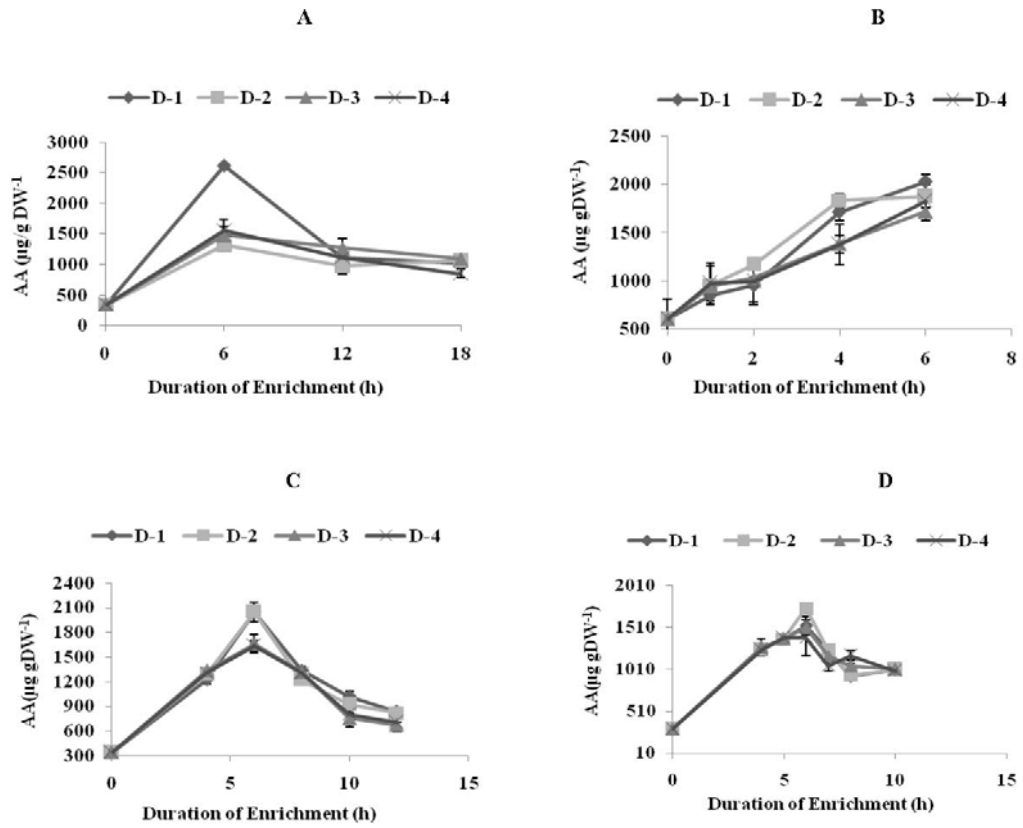 A
D-1 D-2 D-3 D-4
AA (µg/g DW-1
3000
2500
2000
1500
1000
500
0
0 6 12 18
Duration of Enrichment (h)
B
D-1 D-2 D-3 D-4
AA (µg gDW-1)
2500
2000
1500
1000
500
0 2 4 6 8
Duration of Enrichment (h)
C
D-1 D-2 D-3 D-4
AA(µg gDW-1)
2400
2100
1800
1500
1200
900
600
300
0 5 10 15
Duration of Enrichment (h)
D
D-1 D-2 D-3 D-4
AA(µg gDW-1)
2010
1510
1010
510
10
0 5 10 15
Duration of Enrichment (h)